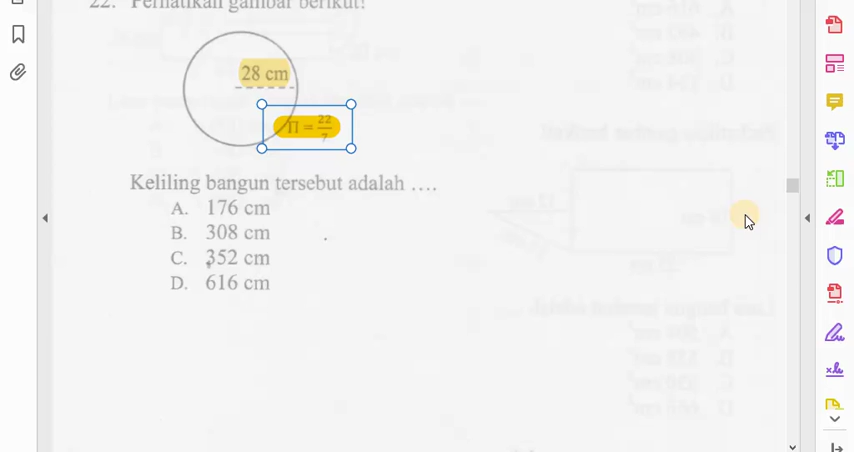 22. Perhatikan gambar berikut!
28 cm
Π = 22/7
Keliling bangun tersebut adalah ….
A. 176 cm
B. 308 cm
C. 352 cm
D. 616 cm